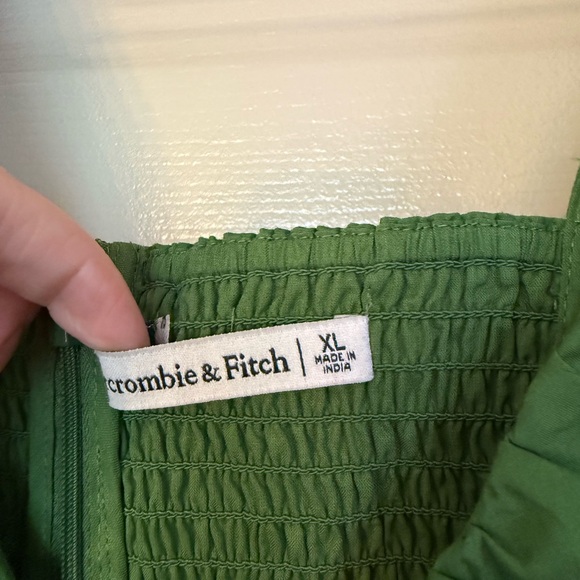 crombie & Fitch
XL
MADE IN
INDIA